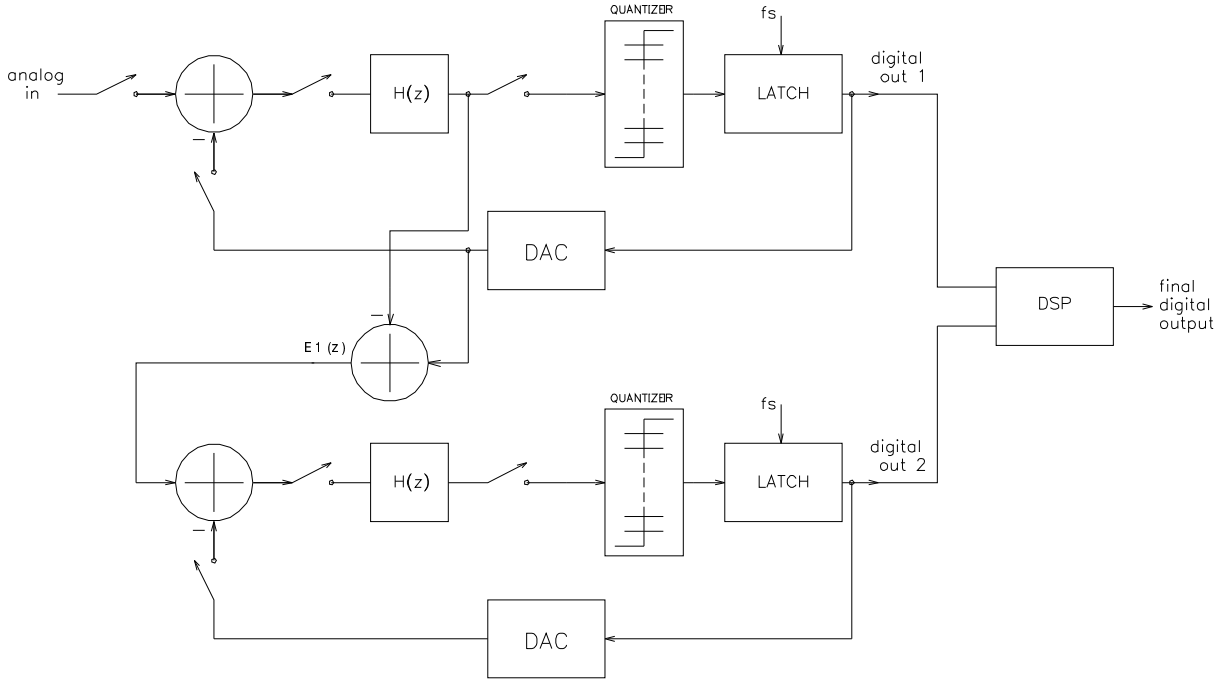 QUANTIZER
fs
analog
in
H(z)
LATCH
digital
out 1
DAC
DSP
final
digital
output
E1(z)
QUANTIZER
fs
H(z)
LATCH
digital
out 2
DAC